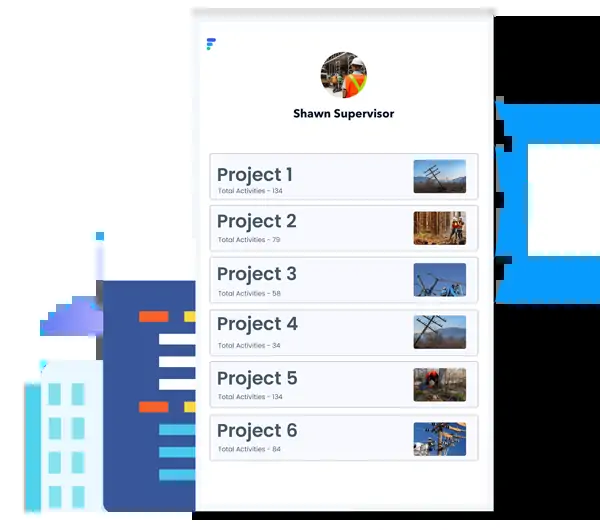 Shawn Supervisor
Project 1
Total Activities - 134
Project 2
Total Activities - 79
Project 3
Total Activities - 58
Project 4
Total Activities - 34
Project 5
Total Activities - 134
Project 6
Total Activities - 84